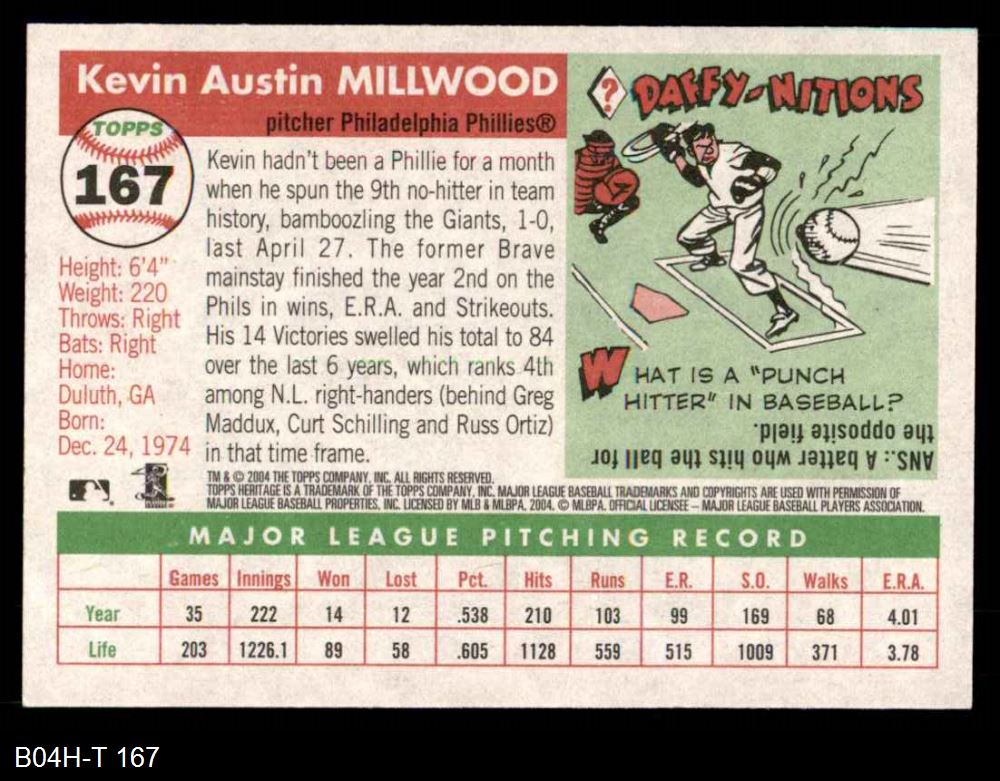 Kevin Austin MILLWOOD
pitcher Philadelphia Phillies®
TOPPS
167
Height: 6'4"
Weight: 220
Throws: Right
Bats: Right
Home:
Duluth, GA
Born:
Dec. 24, 1974
Kevin hadn't been a Phillie for a month
when he spun the 9th no-hitter in team
history, bamboozling the Giants, 1-0,
last April 27. The former Brave
mainstay finished the year 2nd on the
Phils in wins, E.R.A. and Strikeouts.
His 14 Victories swelled his total to 84
over the last 6 years, which ranks 4th
among N.L. right-handers (behind Greg
Maddux, Curt Schilling and Russ Ortiz)
in that time frame.
? DAFFY-NITIONS
WHAT IS A "PUNCH
HITTER" IN BASEBALL?
ANS.: A batter who hits the ball for
the opposite field.
TM & © 2004 THE TOPPS COMPANY, INC. ALL RIGHTS RESERVED.
TOPPS HERITAGE IS A TRADEMARK OF THE TOPPS COMPANY, INC. MAJOR LEAGUE BASEBALL TRADEMARKS AND COPYRIGHTS ARE USED WITH PERMISSION OF
MAJOR LEAGUE BASEBALL PROPERTIES, INC. LICENSED BY MLB & MLBPA. 2004. © MLBPA. OFFICIAL LICENSEE – MAJOR LEAGUE BASEBALL PLAYERS ASSOCIATION.
MAJOR LEAGUE PITCHING RECORD
Games Innings Won Lost Pct. Hits Runs E.R. S.O. Walks E.R.A.
Year 35 222 14 12 .538 210 103 99 169 68 4.01
Life 203 1226.1 89 58 .605 1128 559 515 1009 371 3.78
B04H-T 167